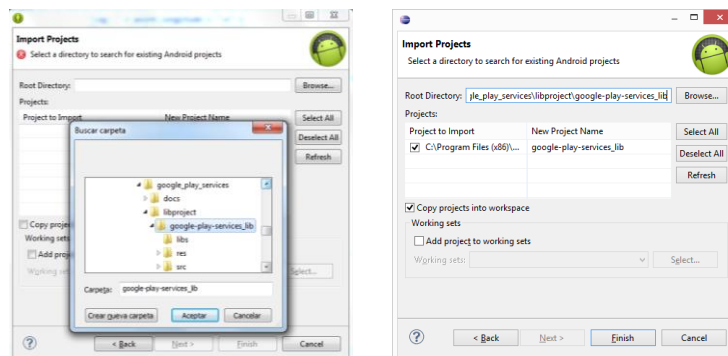 Import Projects
Select a directory to search for existing Android projects
Root Directory:
Browse...
Projects:
Project to Import New Project Name
Select All
Deselect All
Refresh
Buscar carpeta
google_play_services
docs
libproject
google-play-services_lib
libs
res
src
Carpeta: google-play-services_lib
Crear nueva carpeta Aceptar Cancelar
Copy
Working sets
Add
Working sets:
Select...
< Back Next > Finish Cancel
Import Projects
Select a directory to search for existing Android projects
Root Directory: gle_play_services\libproject\google-play-services_lib Browse...
Projects:
Project to Import New Project Name
C:\Program Files (x86)\... google-play-services_lib
Select All
Deselect All
Refresh
Copy projects into workspace
Working sets
Add project to working sets
Working sets: Select...
< Back Next > Finish Cancel